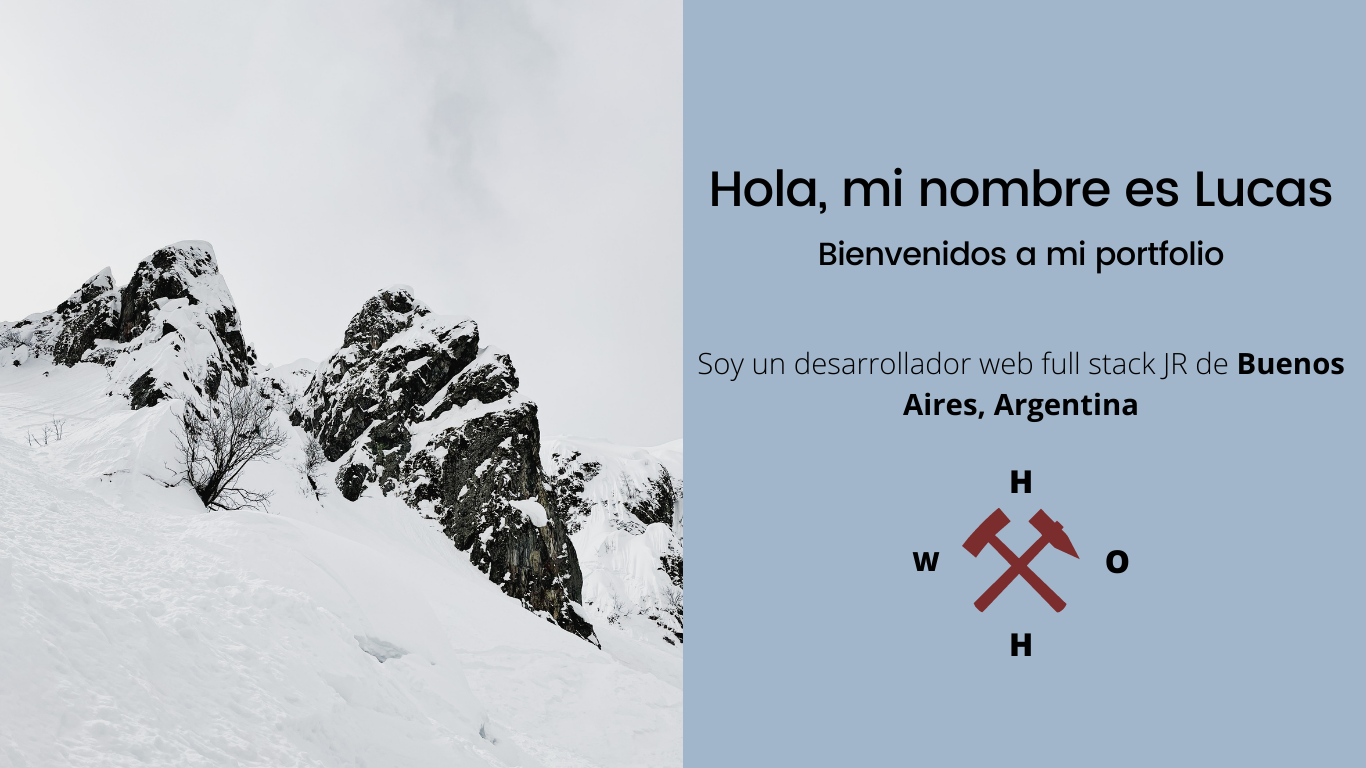 Hola, mi nombre es Lucas
Bienvenidos a mi portfolio
Soy un desarrollador web full stack JR de Buenos
Aires, Argentina
H
W O
H